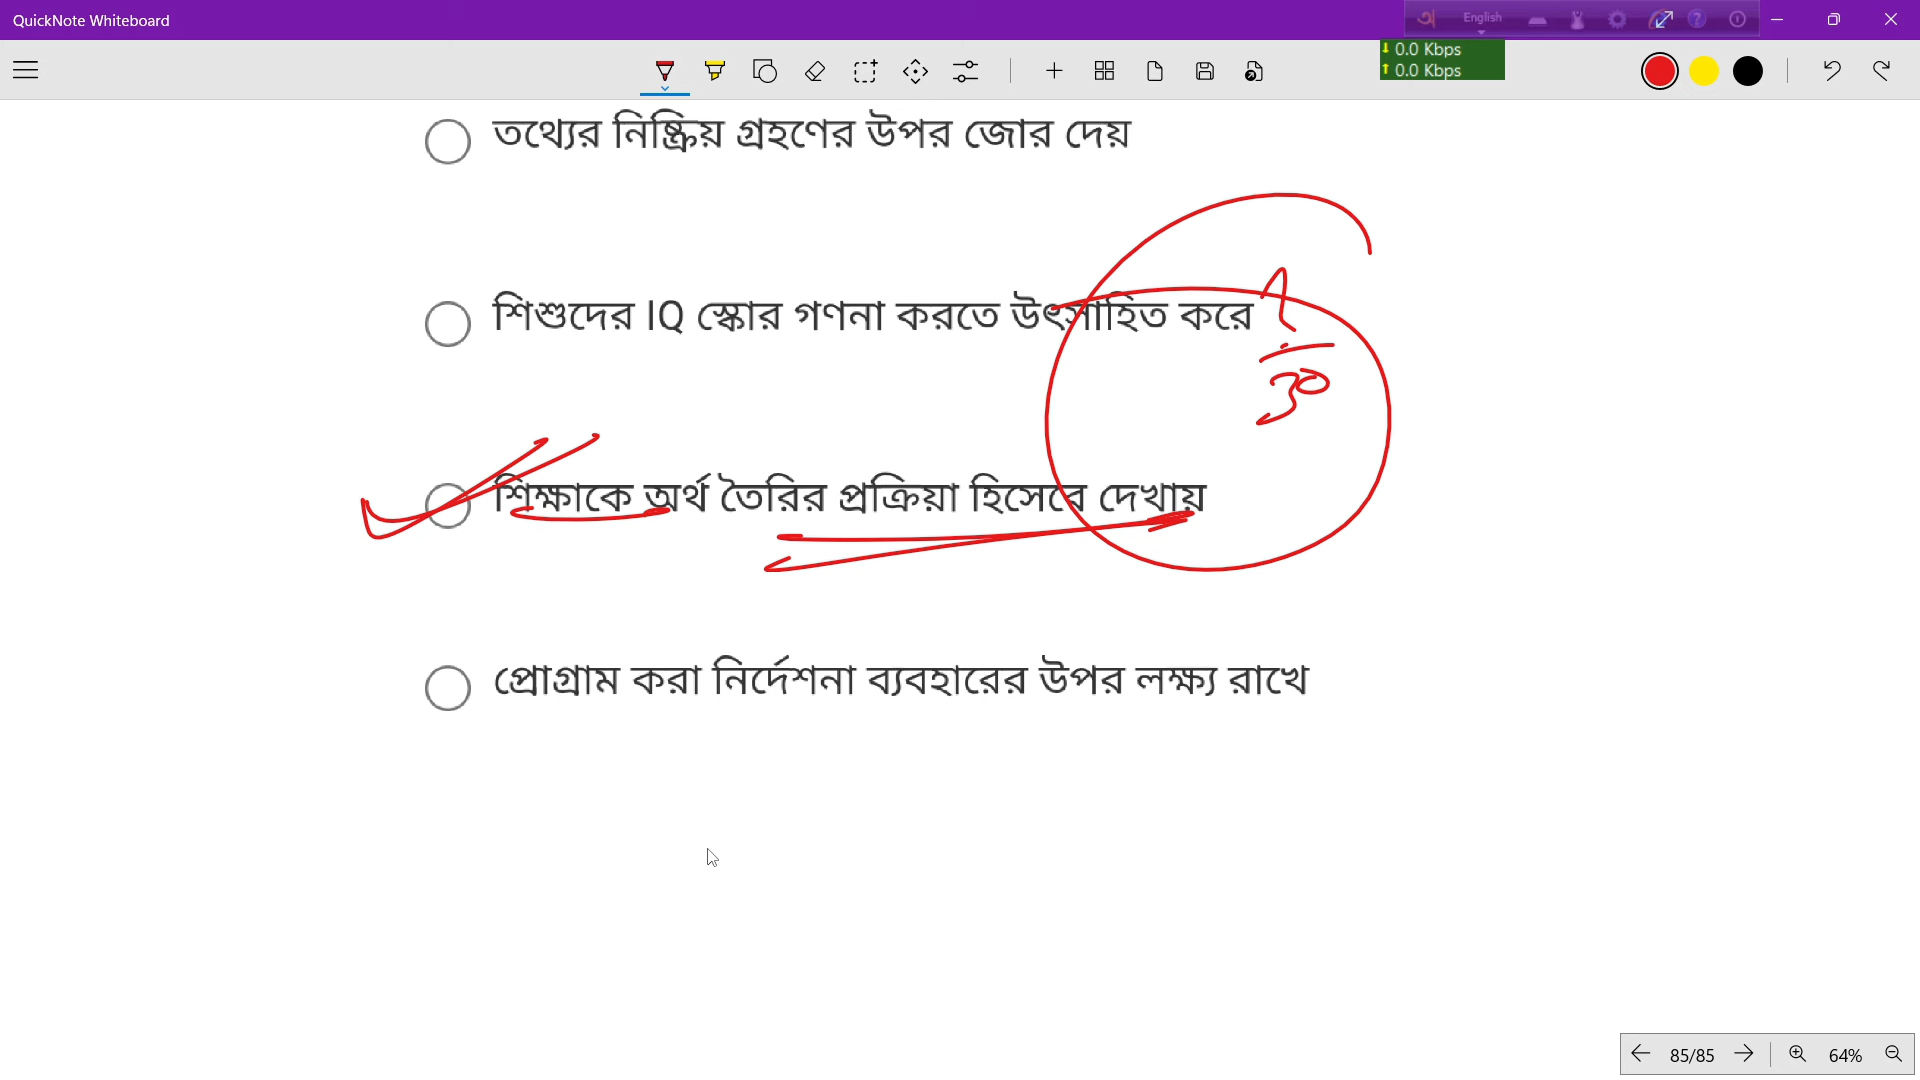 QuickNote Whiteboard
English
0.0 Kbps
0.0 Kbps
তথ্যের নিষ্ক্রিয় গ্রহণের উপর জোর দেয়
শিশুদের IQ স্কোর গণনা করতে উৎসাহিত করে
30
শিক্ষাকে অর্থ তৈরির প্রক্রিয়া হিসেবে দেখায়
প্রোগ্রাম করা নির্দেশনা ব্যবহারের উপর লক্ষ্য রাখে
85/85
64%